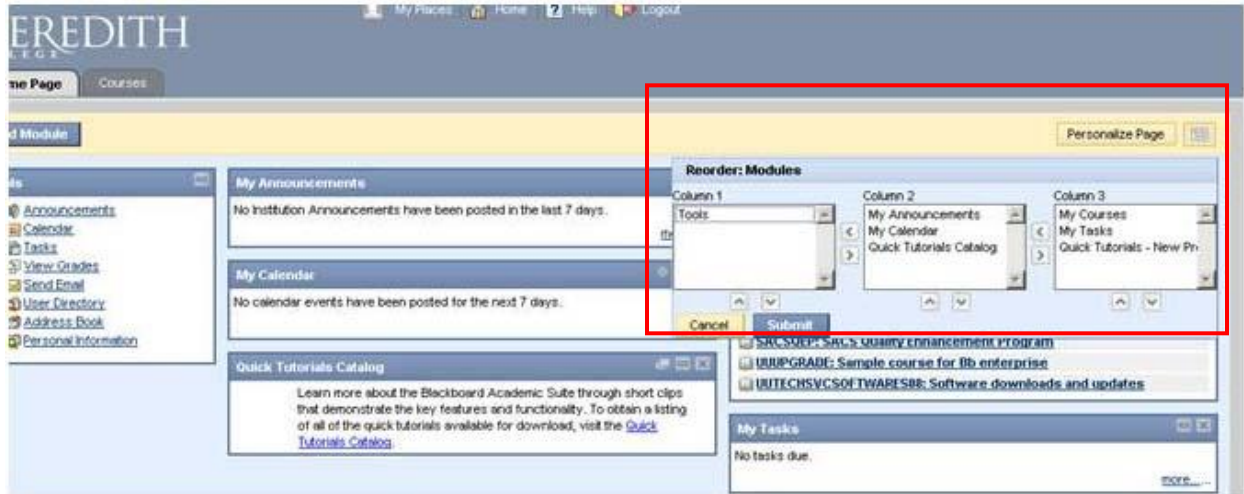 My Places Home Help Logout
EREDITH
LEGE
me Page Courses
d Module
Personalize Page
ls
Announcements
Calendar
Tasks
View Grades
Send Email
User Directory
Address Book
Personal Information
My Announcements
No Institution Announcements have been posted in the last 7 days.
My Calendar
No calendar events have been posted for the next 7 days.
Quick Tutorials Catalog
Learn more about the Blackboard Academic Suite through short clips
that demonstrate the key features and functionality. To obtain a listing
of all of the quick tutorials available for download, visit the Quick
Tutorials Catalog.
Reorder: Modules
Column 1
Tools
Column 2
My Announcements
My Calendar
Quick Tutorials Catalog
Column 3
My Courses
My Tasks
Quick Tutorials - New Pr
Cancel Submit
SACSQEP: SACS Quality Enhancement Program
UUUPGRADE: Sample course for Bb enterprise
UUTECHSVCSOFTWARES08: Software downloads and updates
My Tasks
No tasks due.
more...